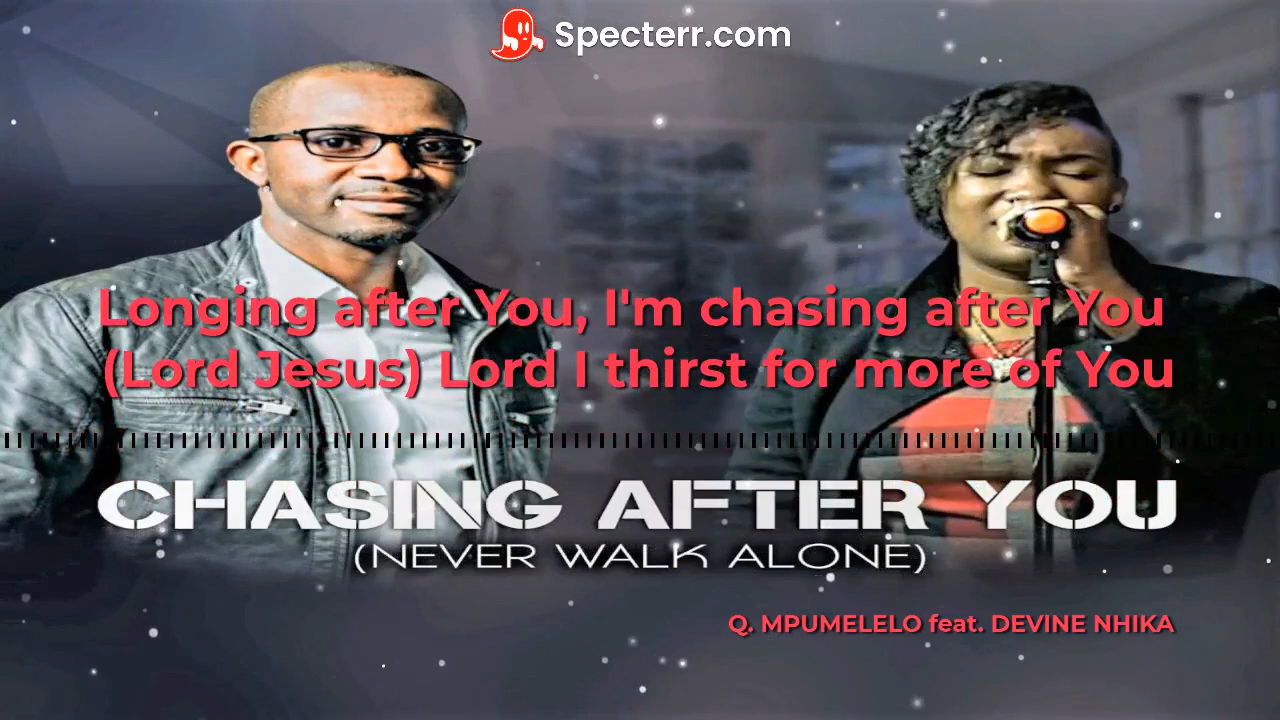 Specterr.com
Longing after You, I'm chasing after You
(Lord Jesus) Lord I thirst for more of You
CHASING AFTER YOU
(NEVER WALK ALONE)
Q. MPUMELELO feat. DEVINE NHIKA